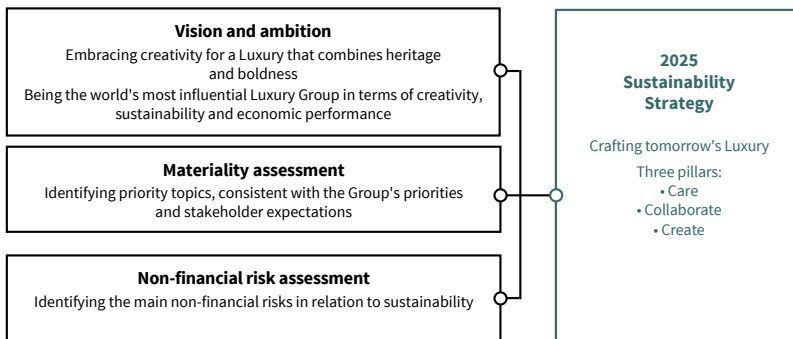 Vision and ambition
Embracing creativity for a Luxury that combines heritage
and boldness
Being the world's most influential Luxury Group in terms of creativity,
sustainability and economic performance
Materiality assessment
Identifying priority topics, consistent with the Group's priorities
and stakeholder expectations
Non-financial risk assessment
Identifying the main non-financial risks in relation to sustainability
2025
Sustainability
Strategy
Crafting tomorrow's Luxury
Three pillars:
• Care
• Collaborate
• Create